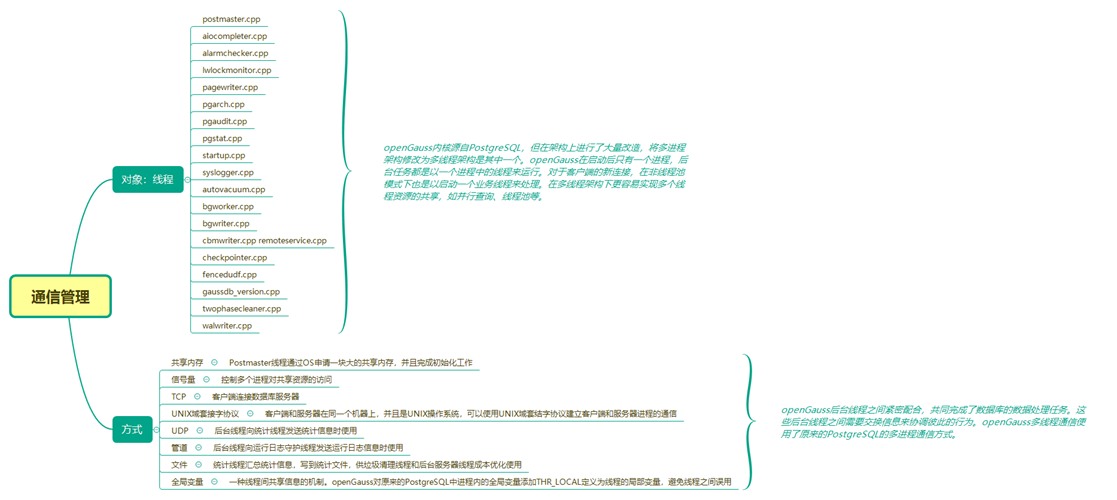 通信管理
对象：线程
postmaster.cpp
aiocompleter.cpp
alarmchecker.cpp
lwlockmonitor.cpp
pagewriter.cpp
pgarch.cpp
pgaudit.cpp
pgstat.cpp
startup.cpp
syslogger.cpp
autovacuum.cpp
bgworker.cpp
bgwriter.cpp
cbmwriter.cpp remoteservice.cpp
checkpointer.cpp
fencedudf.cpp
gaussdb_version.cpp
twophasecleaner.cpp
walwriter.cpp
openGauss内核源自PostgreSQL，但在架构上进行了大量改造，将多进程
架构修改为多线程架构是其中一个。openGauss在启动后只有一个进程，后
台任务都是以一个进程中的线程来运行。对于客户端的新连接，在非线程池
模式下也是以启动一个业务线程来处理。在多线程架构下更容易实现多个线
程资源的共享，如并行查询、线程池等。
方式
共享内存 Postmaster线程通过OS申请一块大的共享内存，并且完成初始化工作
信号量 控制多个进程对共享资源的访问
TCP 客户端连接数据库服务器
UNIX域套接字协议 客户端和服务器在同一个机器上，并且是UNIX操作系统，可以使用UNIX域套结字协议建立客户端和服务器进程的通信
UDP 后台线程向统计线程发送统计信息时使用
管道 后台线程向运行日志守护线程发送运行日志信息时使用
文件 统计线程汇总统计信息，写到统计文件，供垃圾清理线程和后台服务器线程成本优化使用
全局变量 一种线程间共享信息的机制。openGauss对原来的PostgreSQL中进程内的全局变量添加THR_LOCAL定义为线程的局部变量，避免线程之间误用
openGauss后台线程之间紧密配合，共同完成了数据库的数据处理任务。这
些后台线程之间需要交换信息来协调彼此的行为。openGauss多线程通信使
用了原来的PostgreSQL的多进程通信方式。